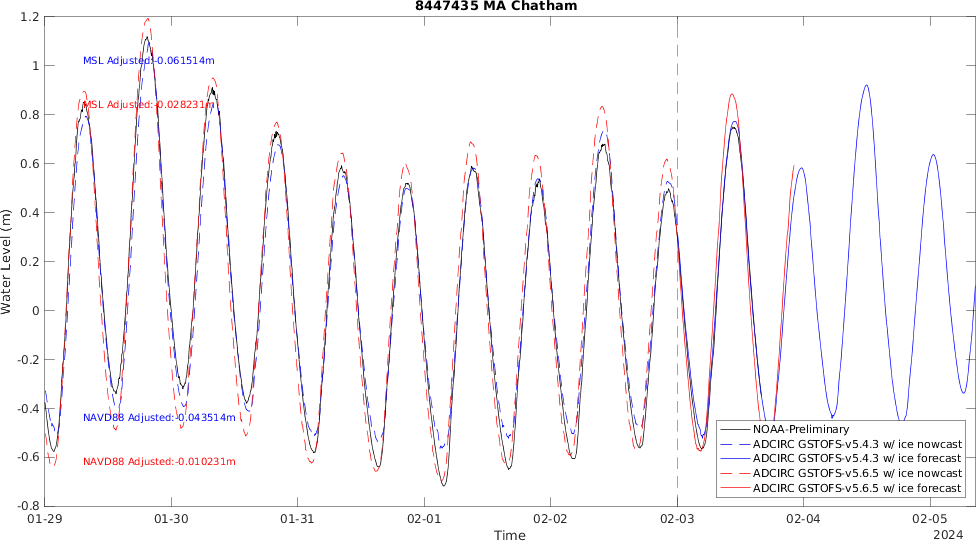 8447435 MA Chatham
1.2
1
0.8
0.6
0.4
0.2
0
-0.2
-0.4
-0.6
-0.8
Water Level (m)
MSL Adjusted:-0.061514m
MSL Adjusted:-0.028231m
NAVD88 Adjusted:-0.043514m
NAVD88 Adjusted:-0.010231m
NOAA-Preliminary
ADCIRC GSTOFS-v5.4.3 w/ ice nowcast
ADCIRC GSTOFS-v5.4.3 w/ ice forecast
ADCIRC GSTOFS-v5.6.5 w/ ice nowcast
ADCIRC GSTOFS-v5.6.5 w/ ice forecast
01-29 01-30 01-31 02-01 02-02 02-03 02-04 02-05
Time
2024